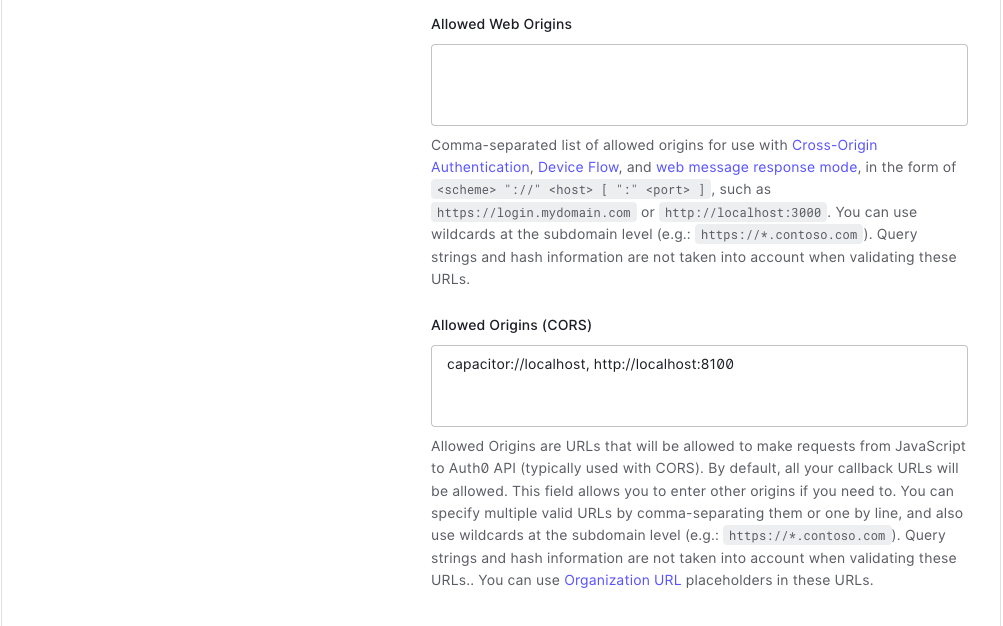 Allowed Web Origins
Comma-separated list of allowed origins for use with Cross-Origin
Authentication, Device Flow, and web message response mode, in the form of
<scheme> "://" <host> [ ":" <port> ], such as
https://login.mydomain.com or http://localhost:3000. You can use
wildcards at the subdomain level (e.g.: https://*.contoso.com). Query
strings and hash information are not taken into account when validating these
URLs.
Allowed Origins (CORS)
capacitor://localhost, http://localhost:8100
Allowed Origins are URLs that will be allowed to make requests from JavaScript
to Auth0 API (typically used with CORS). By default, all your callback URLs will
be allowed. This field allows you to enter other origins if you need to. You can
specify multiple valid URLs by comma-separating them or one by line, and also
use wildcards at the subdomain level (e.g.: https://*.contoso.com). Query
strings and hash information are not taken into account when validating these
URLs.. You can use Organization URL placeholders in these URLs.